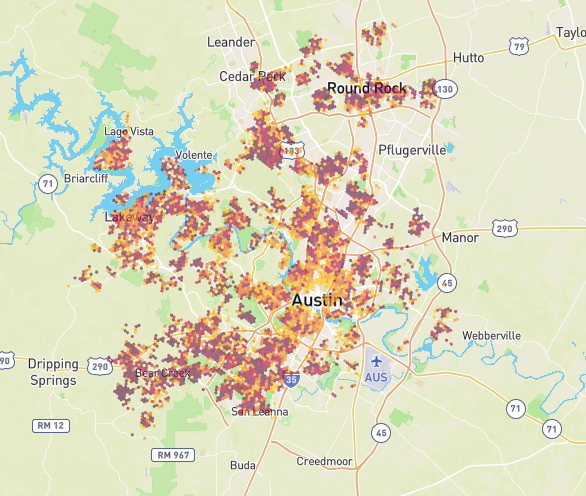 Leander
79
Taylo
Hutto
Cedar Park
Round Rock
130
Lago Vista
Volente
183
Pflugerville
Briarcliff
71
Lakeway
290
Manor
45
Austin
Webberville
90
Dripping
Springs
290
Bear Creek
AUS
35
San Leanna
71
71
RM 12
45
RM 967
Buda
Creedmoor